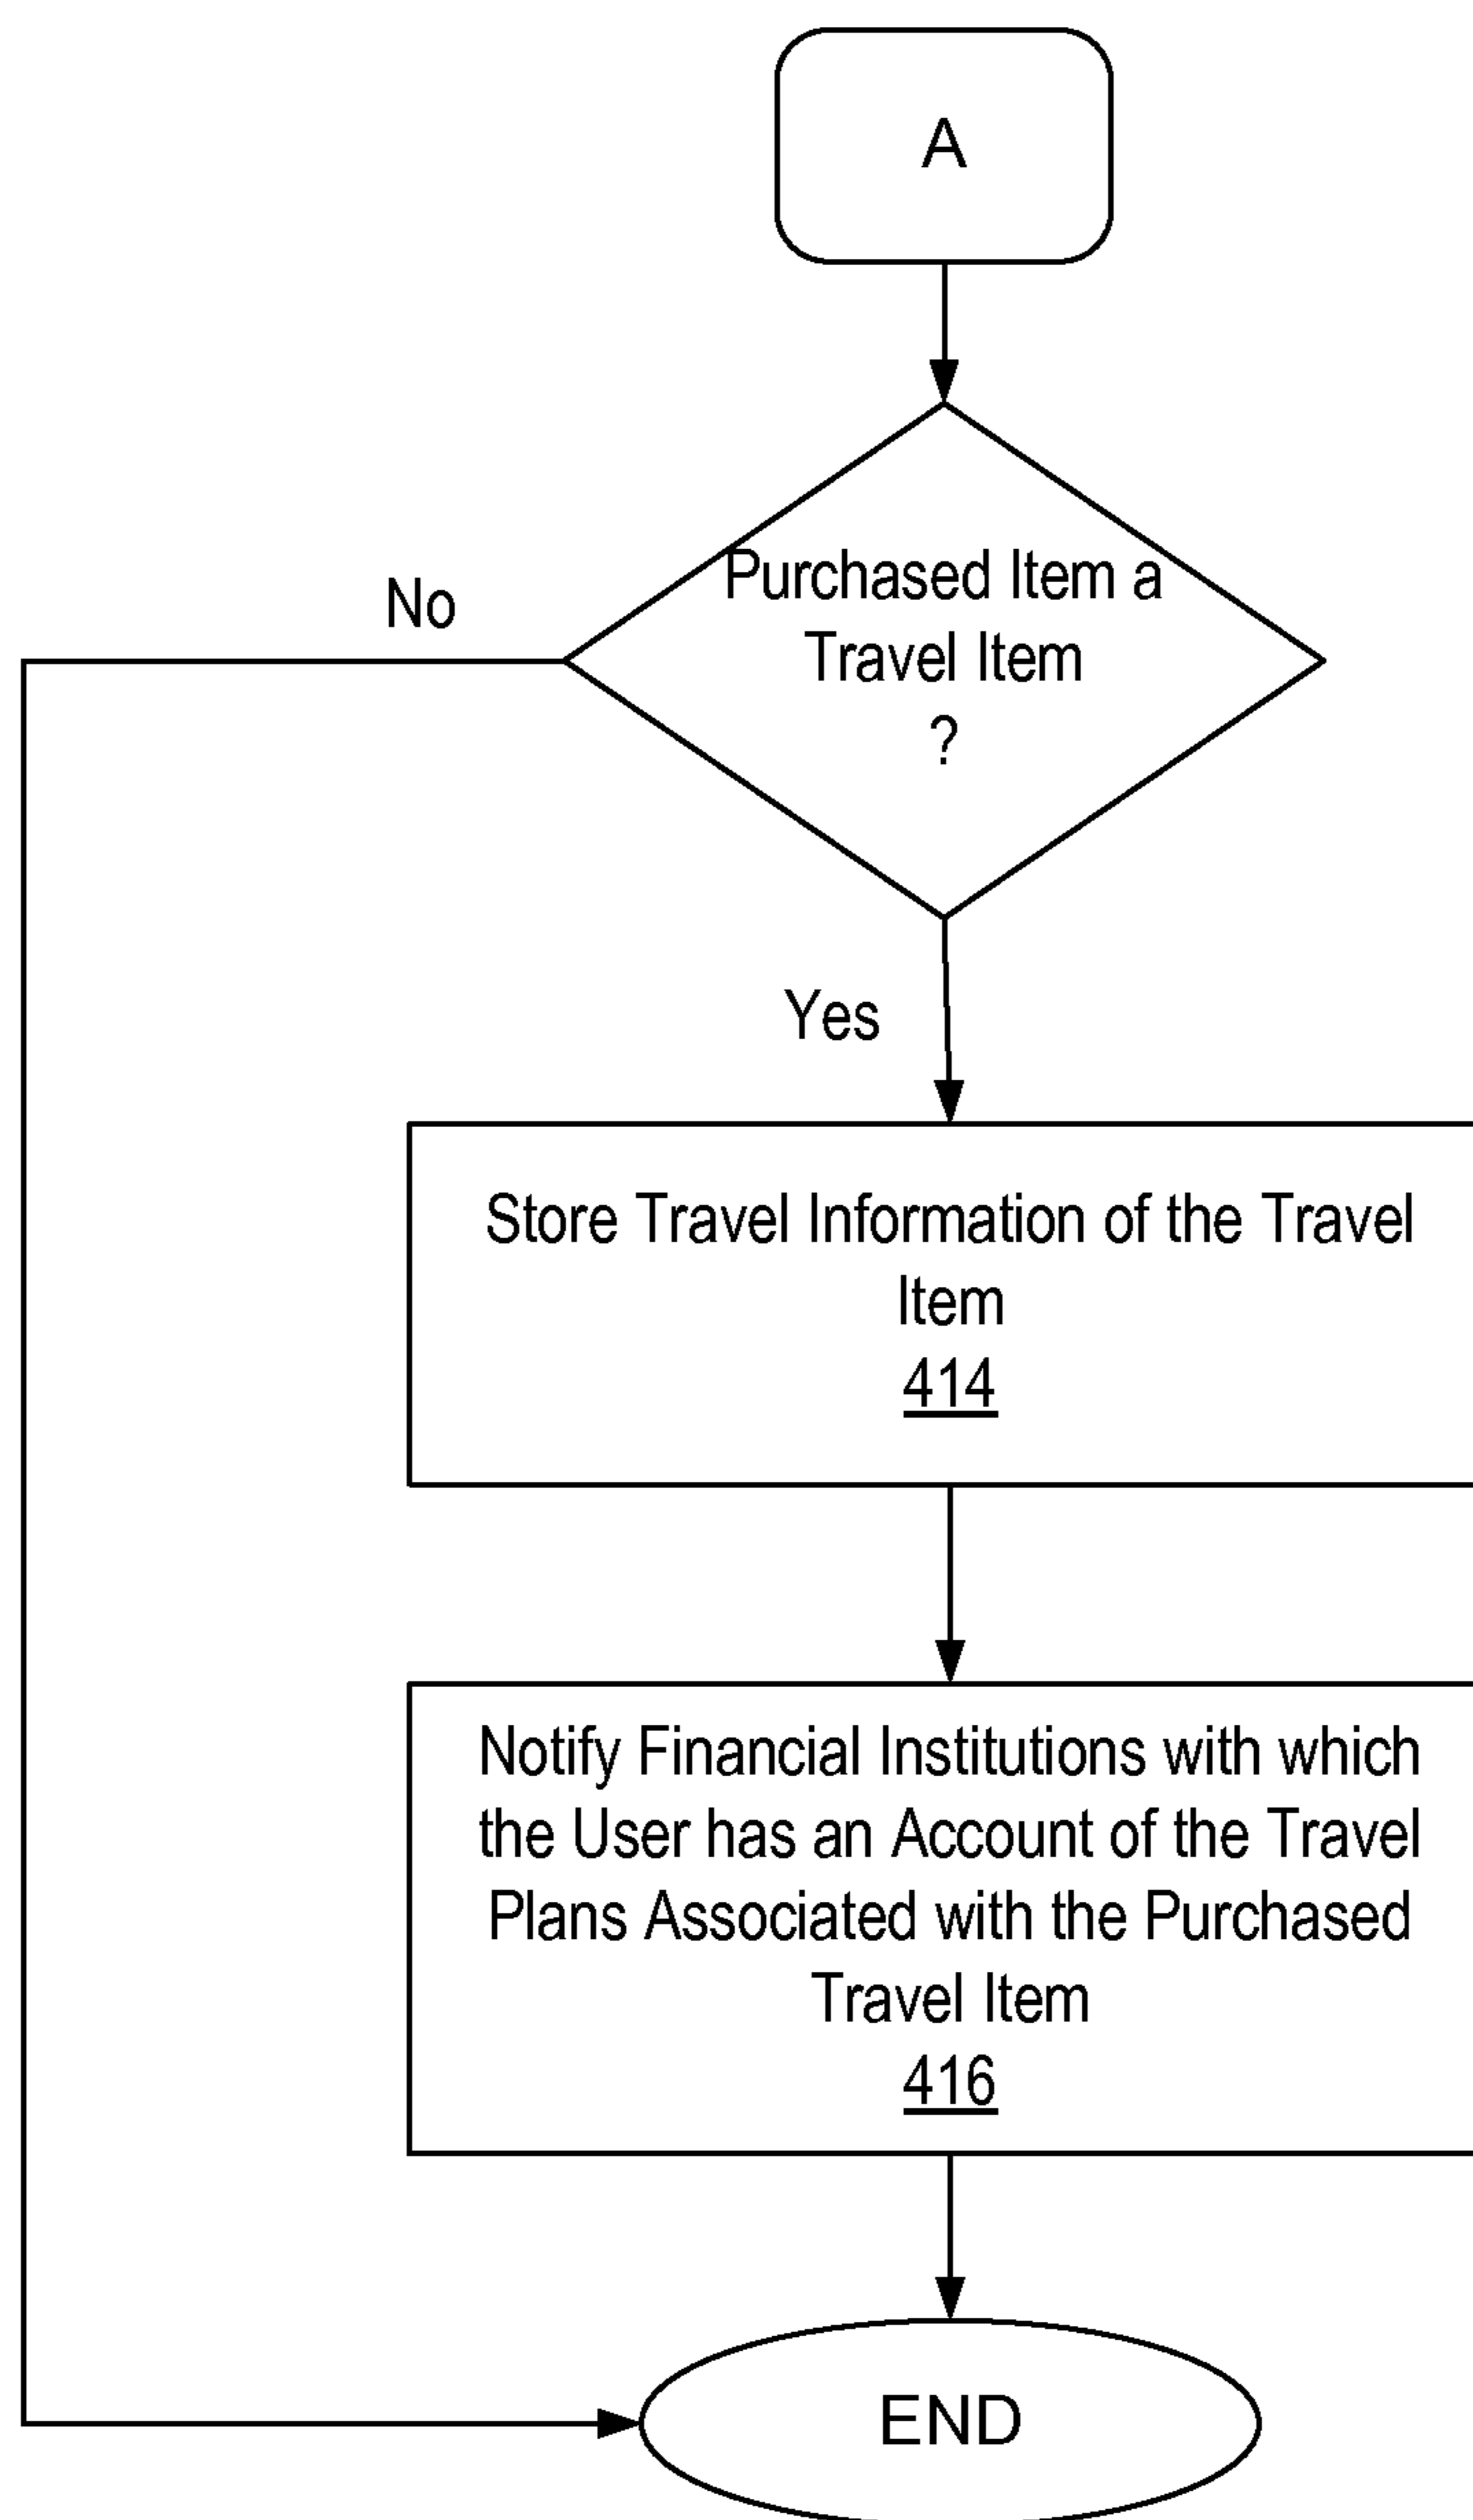 A
Purchased Item a
Travel Item
?
No
Yes
Store Travel Information of the Travel
Item
414
Notify Financial Institutions with which
the User has an Account of the Travel
Plans Associated with the Purchased
Travel Item
416
END